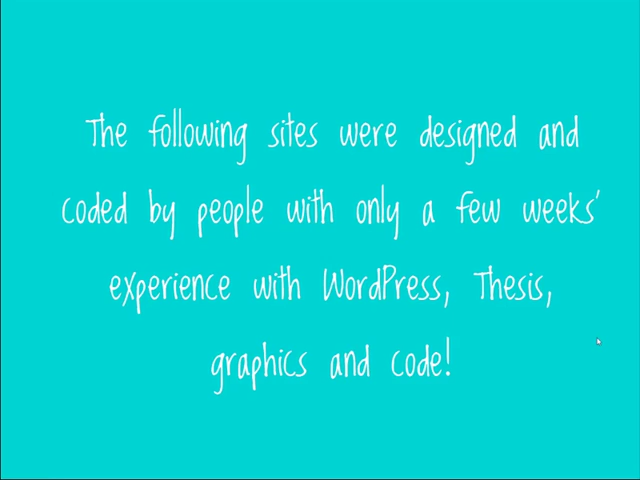 The following sites were designed and
coded by people with only a few weeks'
experience with WordPress, Thesis,
graphics and code!